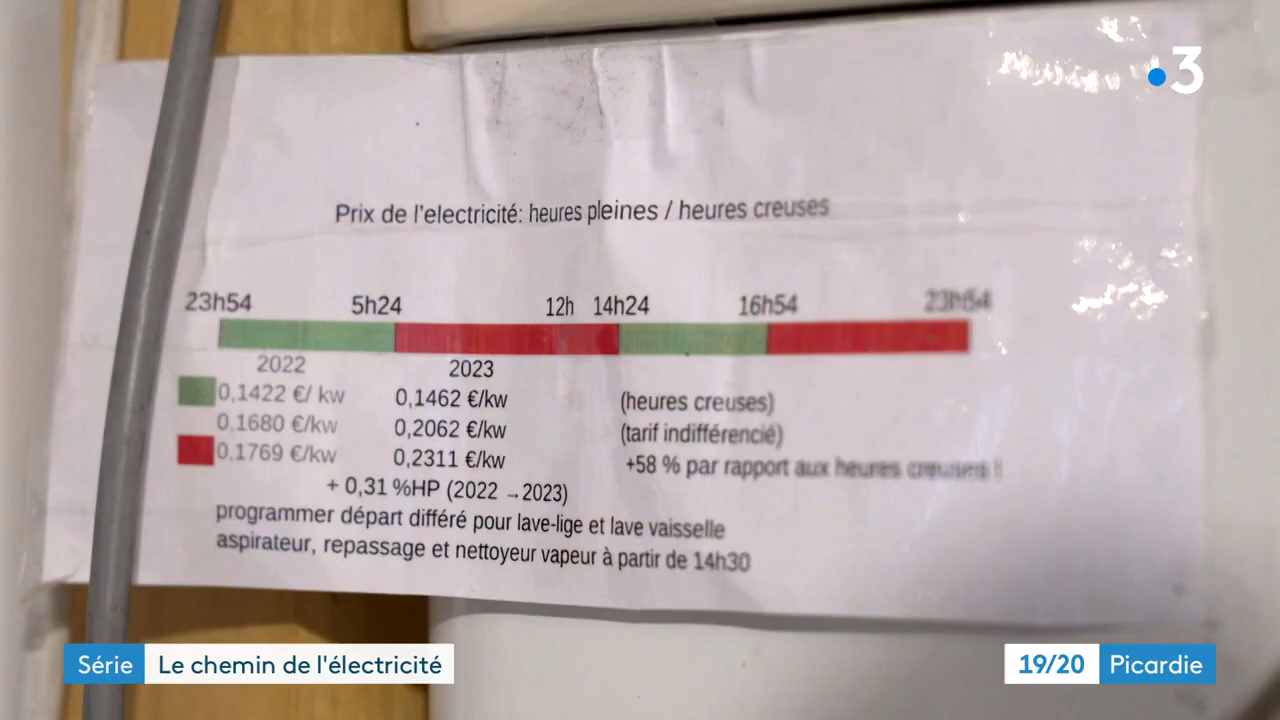 3
Prix de l'electricité: heures pleines / heures creuses
23h54 5h24 12h 14h24 16h54 23h54
2022 2023
0,1422 €/ kw 0,1462 €/kw (heures creuses)
0,1680 €/kw 0,2062 €/kw (tarif indifférencié)
0,1769 €/kw 0,2311 €/kw +58 % par rapport aux heures creuses !!
+ 0,31 %HP (2022 →2023)
programmer départ différé pour lave-lige et lave vaisselle
aspirateur, repassage et nettoyeur vapeur à partir de 14h30
Série Le chemin de l'électricité
19/20 Picardie